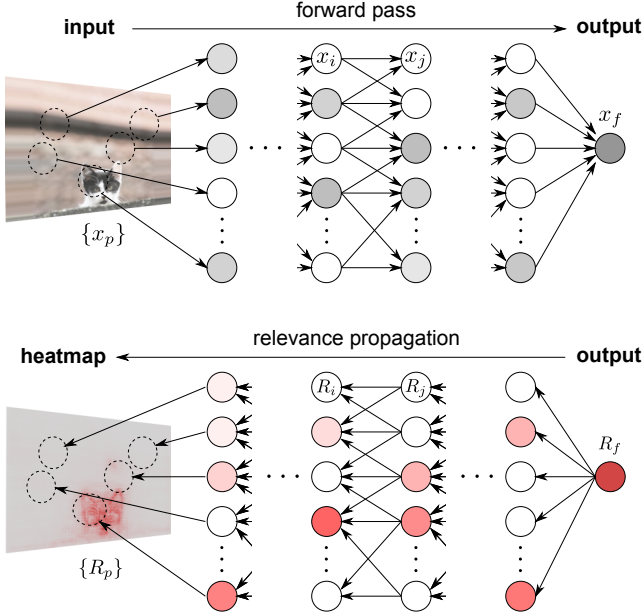 forward pass
input output
$x_i$ $x_j$
$x_f$
$\{x_p\}$
relevance propagation
heatmap output
$R_i$ $R_j$
$R_f$
$\{R_p\}$